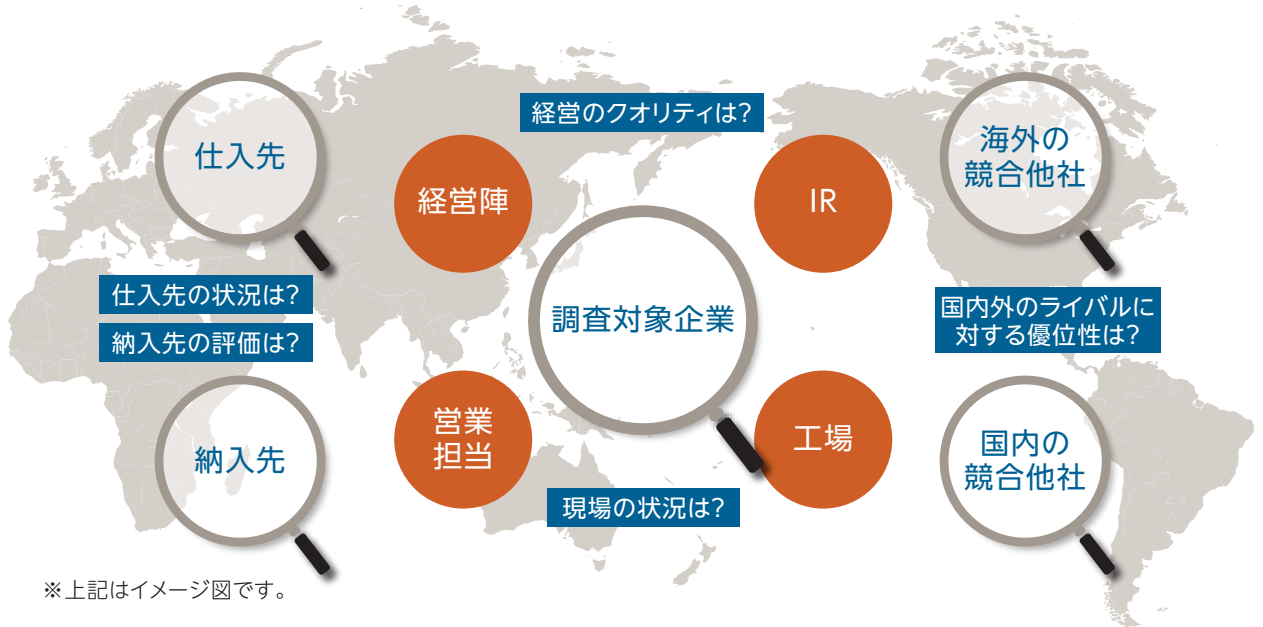 経営のクオリティは?
仕入先
経営陣
IR
海外の
競合他社
仕入先の状況は?
納入先の評価は?
調査対象企業
国内外のライバルに
対する優位性は?
納入先
営業
担当
工場
国内の
競合他社
現場の状況は?
※上記はイメージ図です。